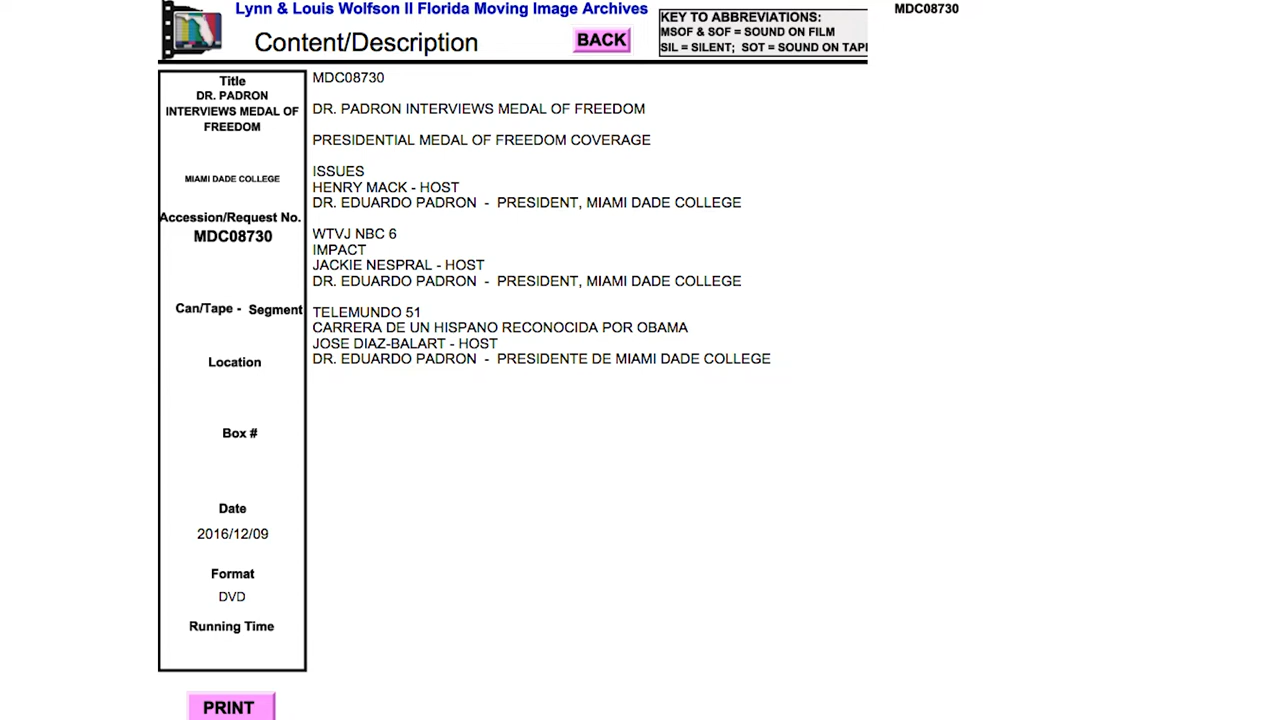 Lynn & Louis Wolfson II Florida Moving Image Archives
Content/Description
BACK
KEY TO ABBREVIATIONS:
MSOF & SOF = SOUND ON FILM
SIL = SILENT; SOT = SOUND ON TAPI
MDC08730
Title
DR. PADRON
INTERVIEWS MEDAL OF
FREEDOM
MIAMI DADE COLLEGE
Accession/Request No.
MDC08730
Can/Tape - Segment
Location
Box #
Date
2016/12/09
Format
DVD
Running Time
MDC08730
DR. PADRON INTERVIEWS MEDAL OF FREEDOM
PRESIDENTIAL MEDAL OF FREEDOM COVERAGE
ISSUES
HENRY MACK - HOST
DR. EDUARDO PADRON - PRESIDENT, MIAMI DADE COLLEGE
WTVJ NBC 6
IMPACT
JACKIE NESPRAL - HOST
DR. EDUARDO PADRON - PRESIDENT, MIAMI DADE COLLEGE
TELEMUNDO 51
CARRERA DE UN HISPANO RECONOCIDA POR OBAMA
JOSE DIAZ-BALART - HOST
DR. EDUARDO PADRON - PRESIDENTE DE MIAMI DADE COLLEGE
PRINT